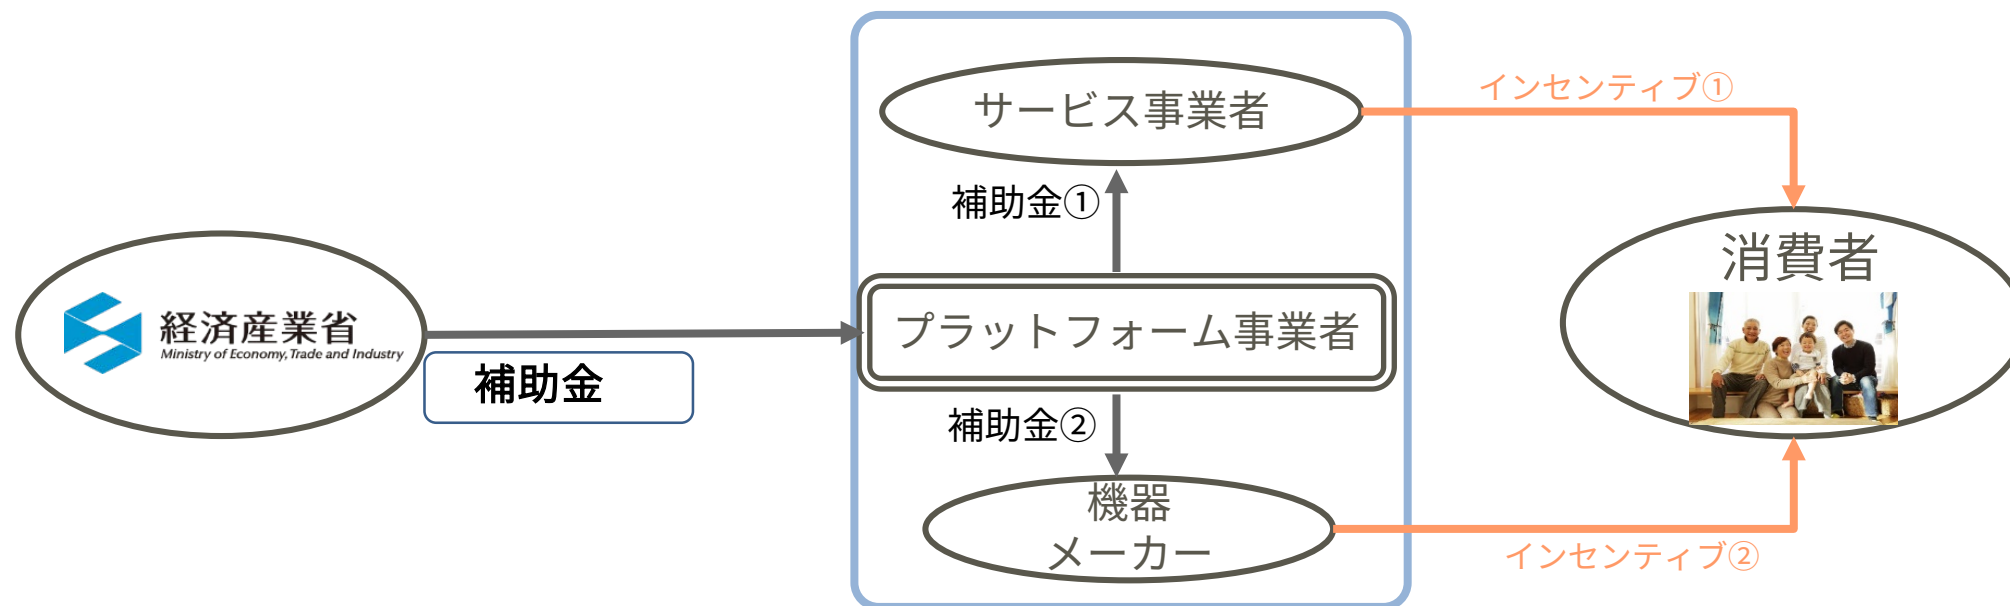 サービス事業者
インセンティブ①
補助金①
消費者
経済産業省
Ministry of Economy, Trade and Industry
プラットフォーム事業者
補助金
補助金②
機器
メーカー
インセンティブ②